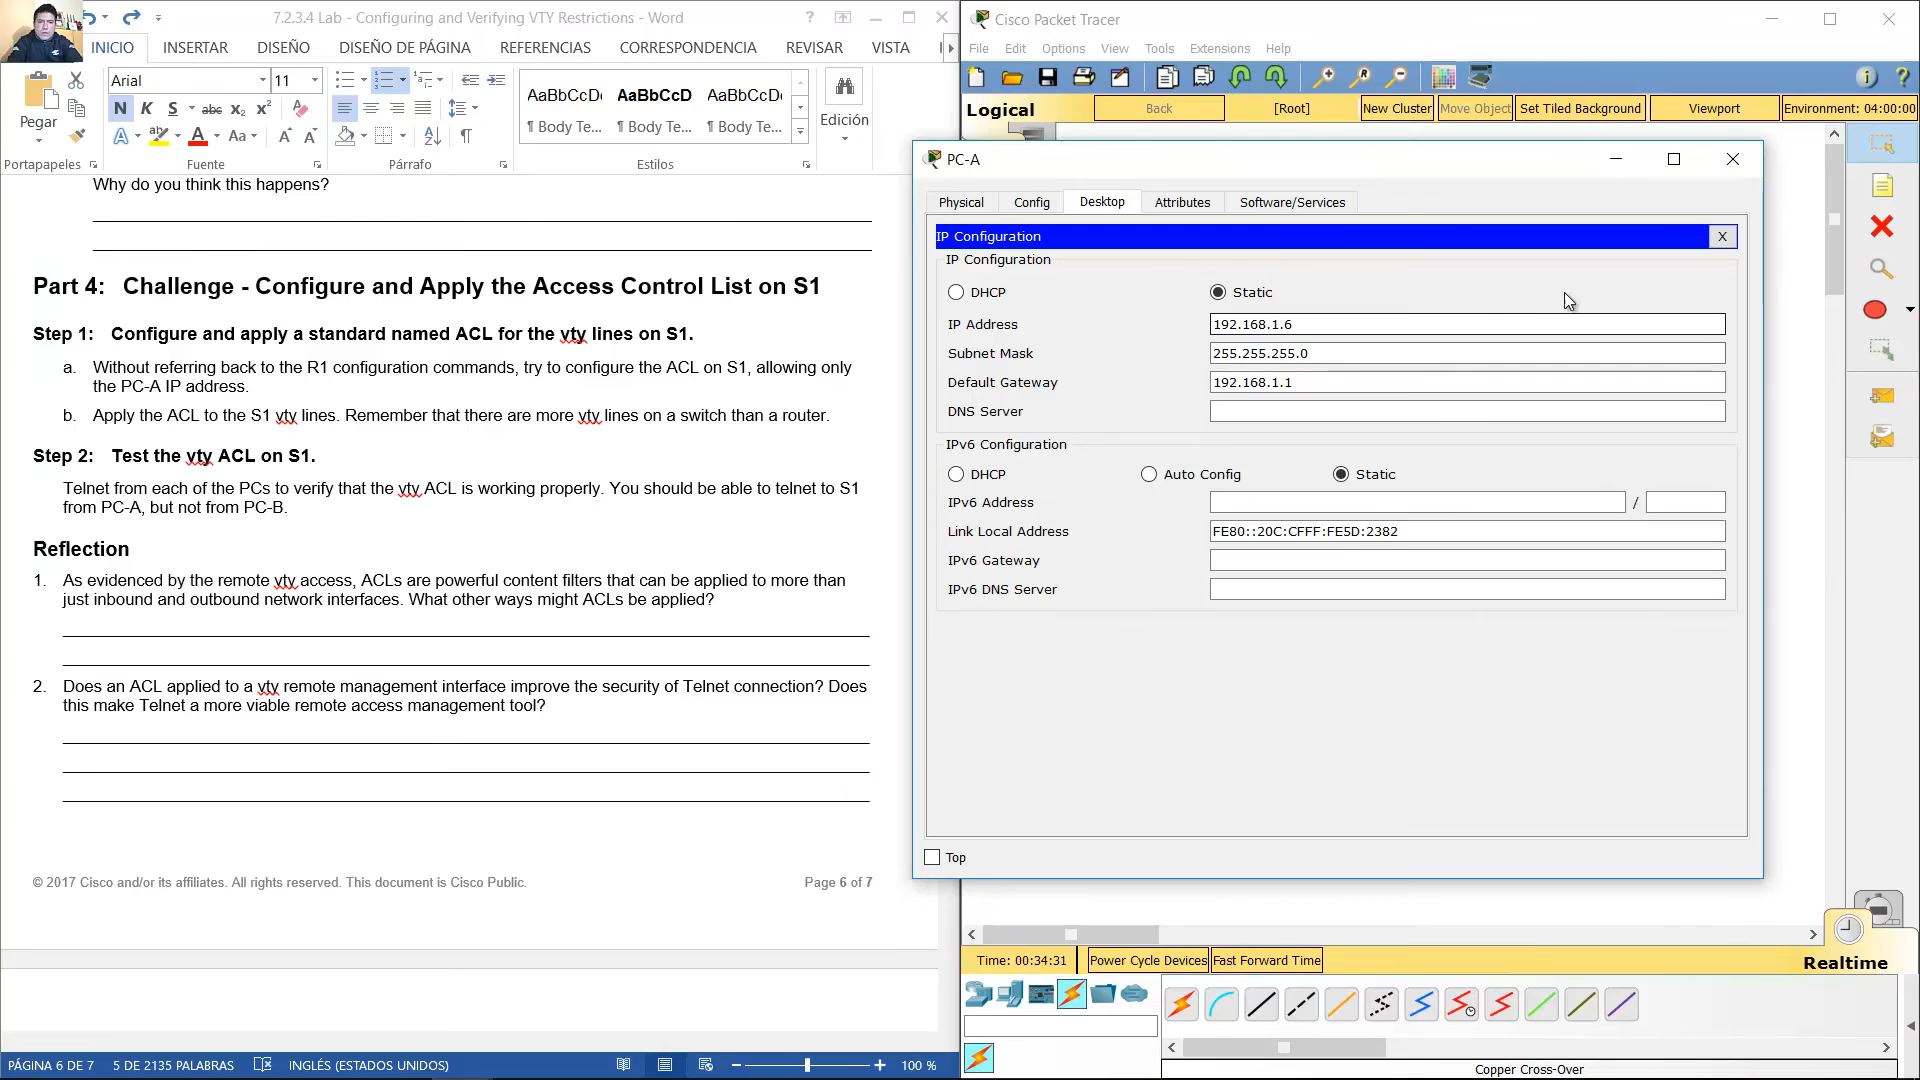 7.2.3.4 Lab - Configuring and Verifying VTY Restrictions - Word
INICIO INSERTAR DISEÑO DISEÑO DE PÁGINA REFERENCIAS CORRESPONDENCIA REVISAR VISTA
Pegar
Arial 11
N K S abc x₂ x²
A aby A Aa A A
AaBbCcDc AaBbCcD AaBbCcDc
¶ Body Te... ¶ Body Te... ¶ Body Te...
Edición
Portapapeles Fuente Párrafo Estilos
Why do you think this happens?
Part 4: Challenge - Configure and Apply the Access Control List on S1
Step 1: Configure and apply a standard named ACL for the vty lines on S1.
a. Without referring back to the R1 configuration commands, try to configure the ACL on S1, allowing only
the PC-A IP address.
b. Apply the ACL to the S1 vty lines. Remember that there are more vty lines on a switch than a router.
Step 2: Test the vty ACL on S1.
Telnet from each of the PCs to verify that the vty ACL is working properly. You should be able to telnet to S1
from PC-A, but not from PC-B.
Reflection
1. As evidenced by the remote vty access, ACLs are powerful content filters that can be applied to more than
just inbound and outbound network interfaces. What other ways might ACLs be applied?
2. Does an ACL applied to a vty remote management interface improve the security of Telnet connection? Does
this make Telnet a more viable remote access management tool?
© 2017 Cisco and/or its affiliates. All rights reserved. This document is Cisco Public. Page 6 of 7
PÁGINA 6 DE 7 5 DE 2135 PALABRAS INGLÉS (ESTADOS UNIDOS) 100 %
Cisco Packet Tracer
File Edit Options View Tools Extensions Help
Logical Back [Root] New Cluster Move Object Set Tiled Background Viewport Environment: 04:00:00
PC-A
Physical Config Desktop Attributes Software/Services
IP Configuration X
IP Configuration
DHCP Static
IP Address 192.168.1.6
Subnet Mask 255.255.255.0
Default Gateway 192.168.1.1
DNS Server
IPv6 Configuration
DHCP Auto Config Static
IPv6 Address /
Link Local Address FE80::20C:CFFF:FE5D:2382
IPv6 Gateway
IPv6 DNS Server
Top
Time: 00:34:31 Power Cycle Devices Fast Forward Time
Realtime
Copper Cross-Over